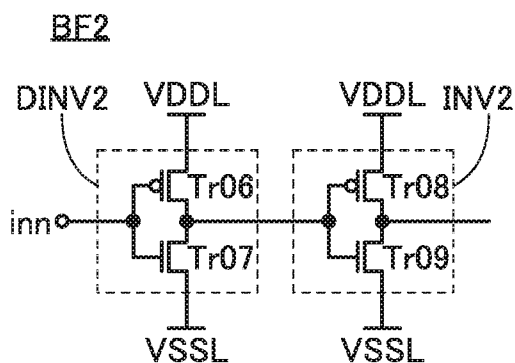 BF2
DINV2 VDDL VDDL INV2
Tr06 Tr08
inn
Tr07 Tr09
VSSL VSSL